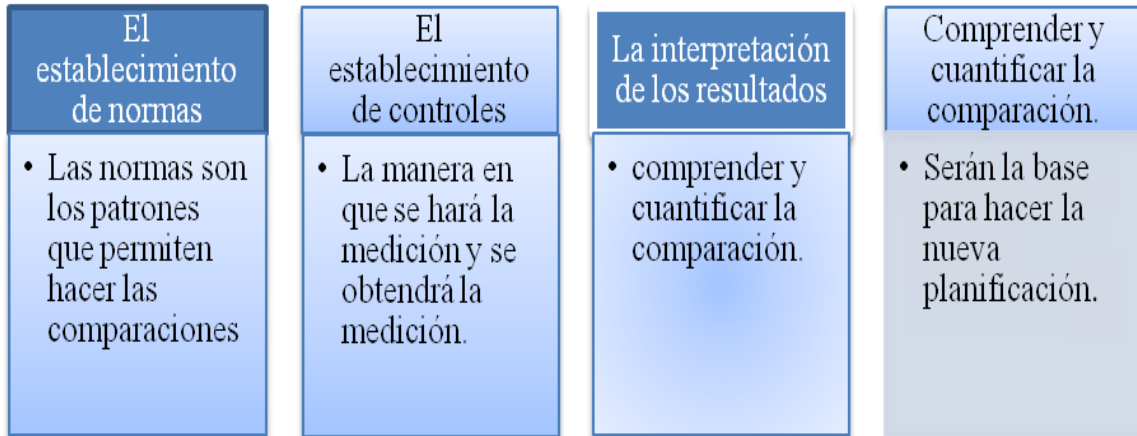 El
establecimiento
de normas
• Las normas son
los patrones
que permiten
hacer las
comparaciones
El
establecimiento
de controles
• La manera en
que se hará la
medición y se
obtendrá la
medición.
La interpretación
de los resultados
• comprender y
cuantificar la
comparación.
Comprender y
cuantificar la
comparación.
• Serán la base
para hacer la
nueva
planificación.